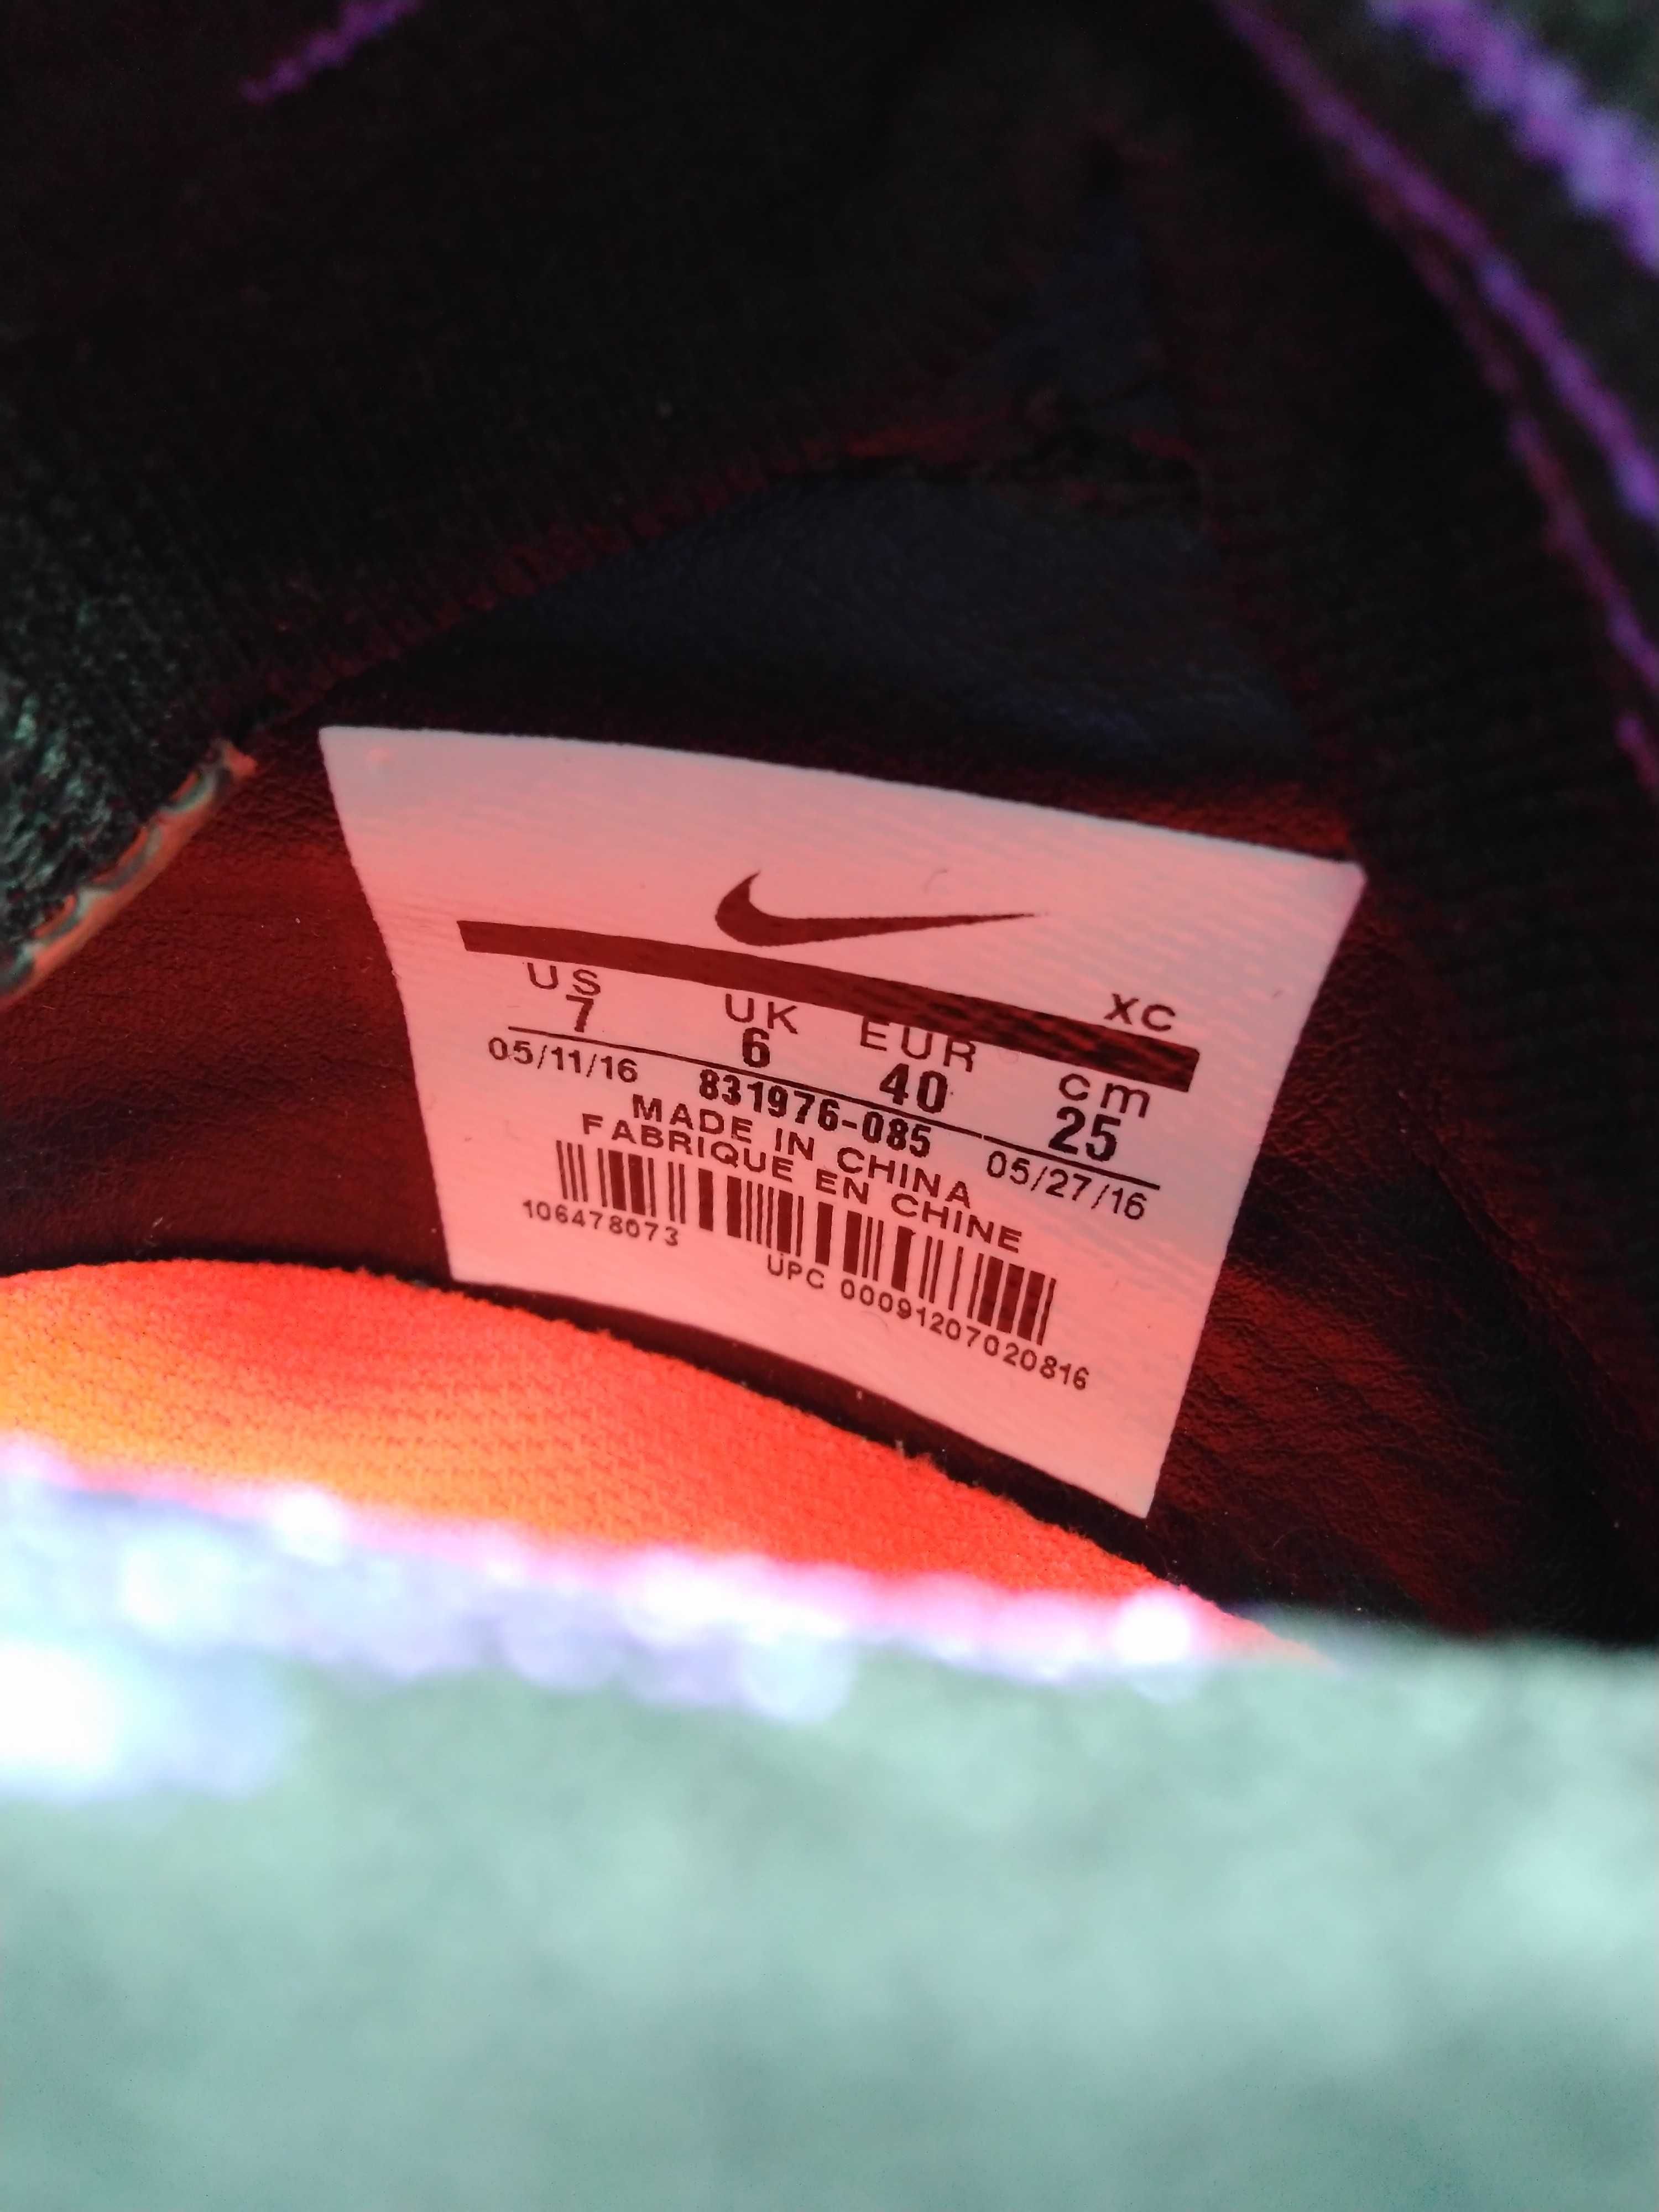 XC
US UK EUR cm
7 6 40 25
05/11/16 831976-085 05/27/16
MADE IN CHINA
FABRIQUE EN CHINE
106478073 UPC 00091207020816